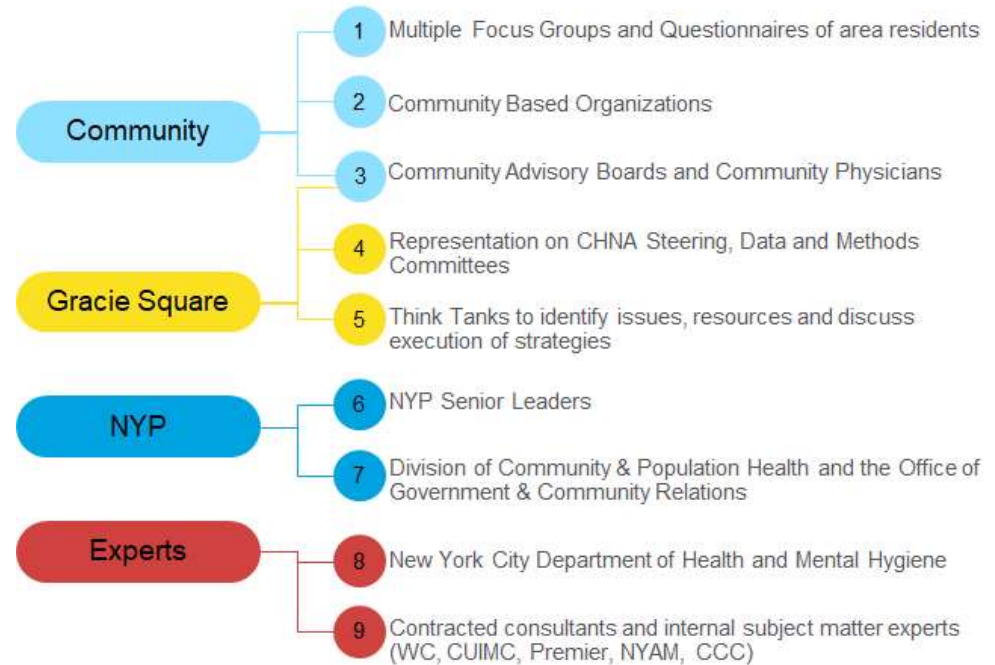 Community
1 Multiple Focus Groups and Questionnaires of area residents
2 Community Based Organizations
3 Community Advisory Boards and Community Physicians
Gracie Square
4 Representation on CHNA Steering, Data and Methods
Committees
5 Think Tanks to identify issues, resources and discuss
execution of strategies
NYP
6 NYP Senior Leaders
7 Division of Community & Population Health and the Office of
Government & Community Relations
Experts
8 New York City Department of Health and Mental Hygiene
9 Contracted consultants and internal subject matter experts
(WC, CUIMC, Premier, NYAM, CCC)